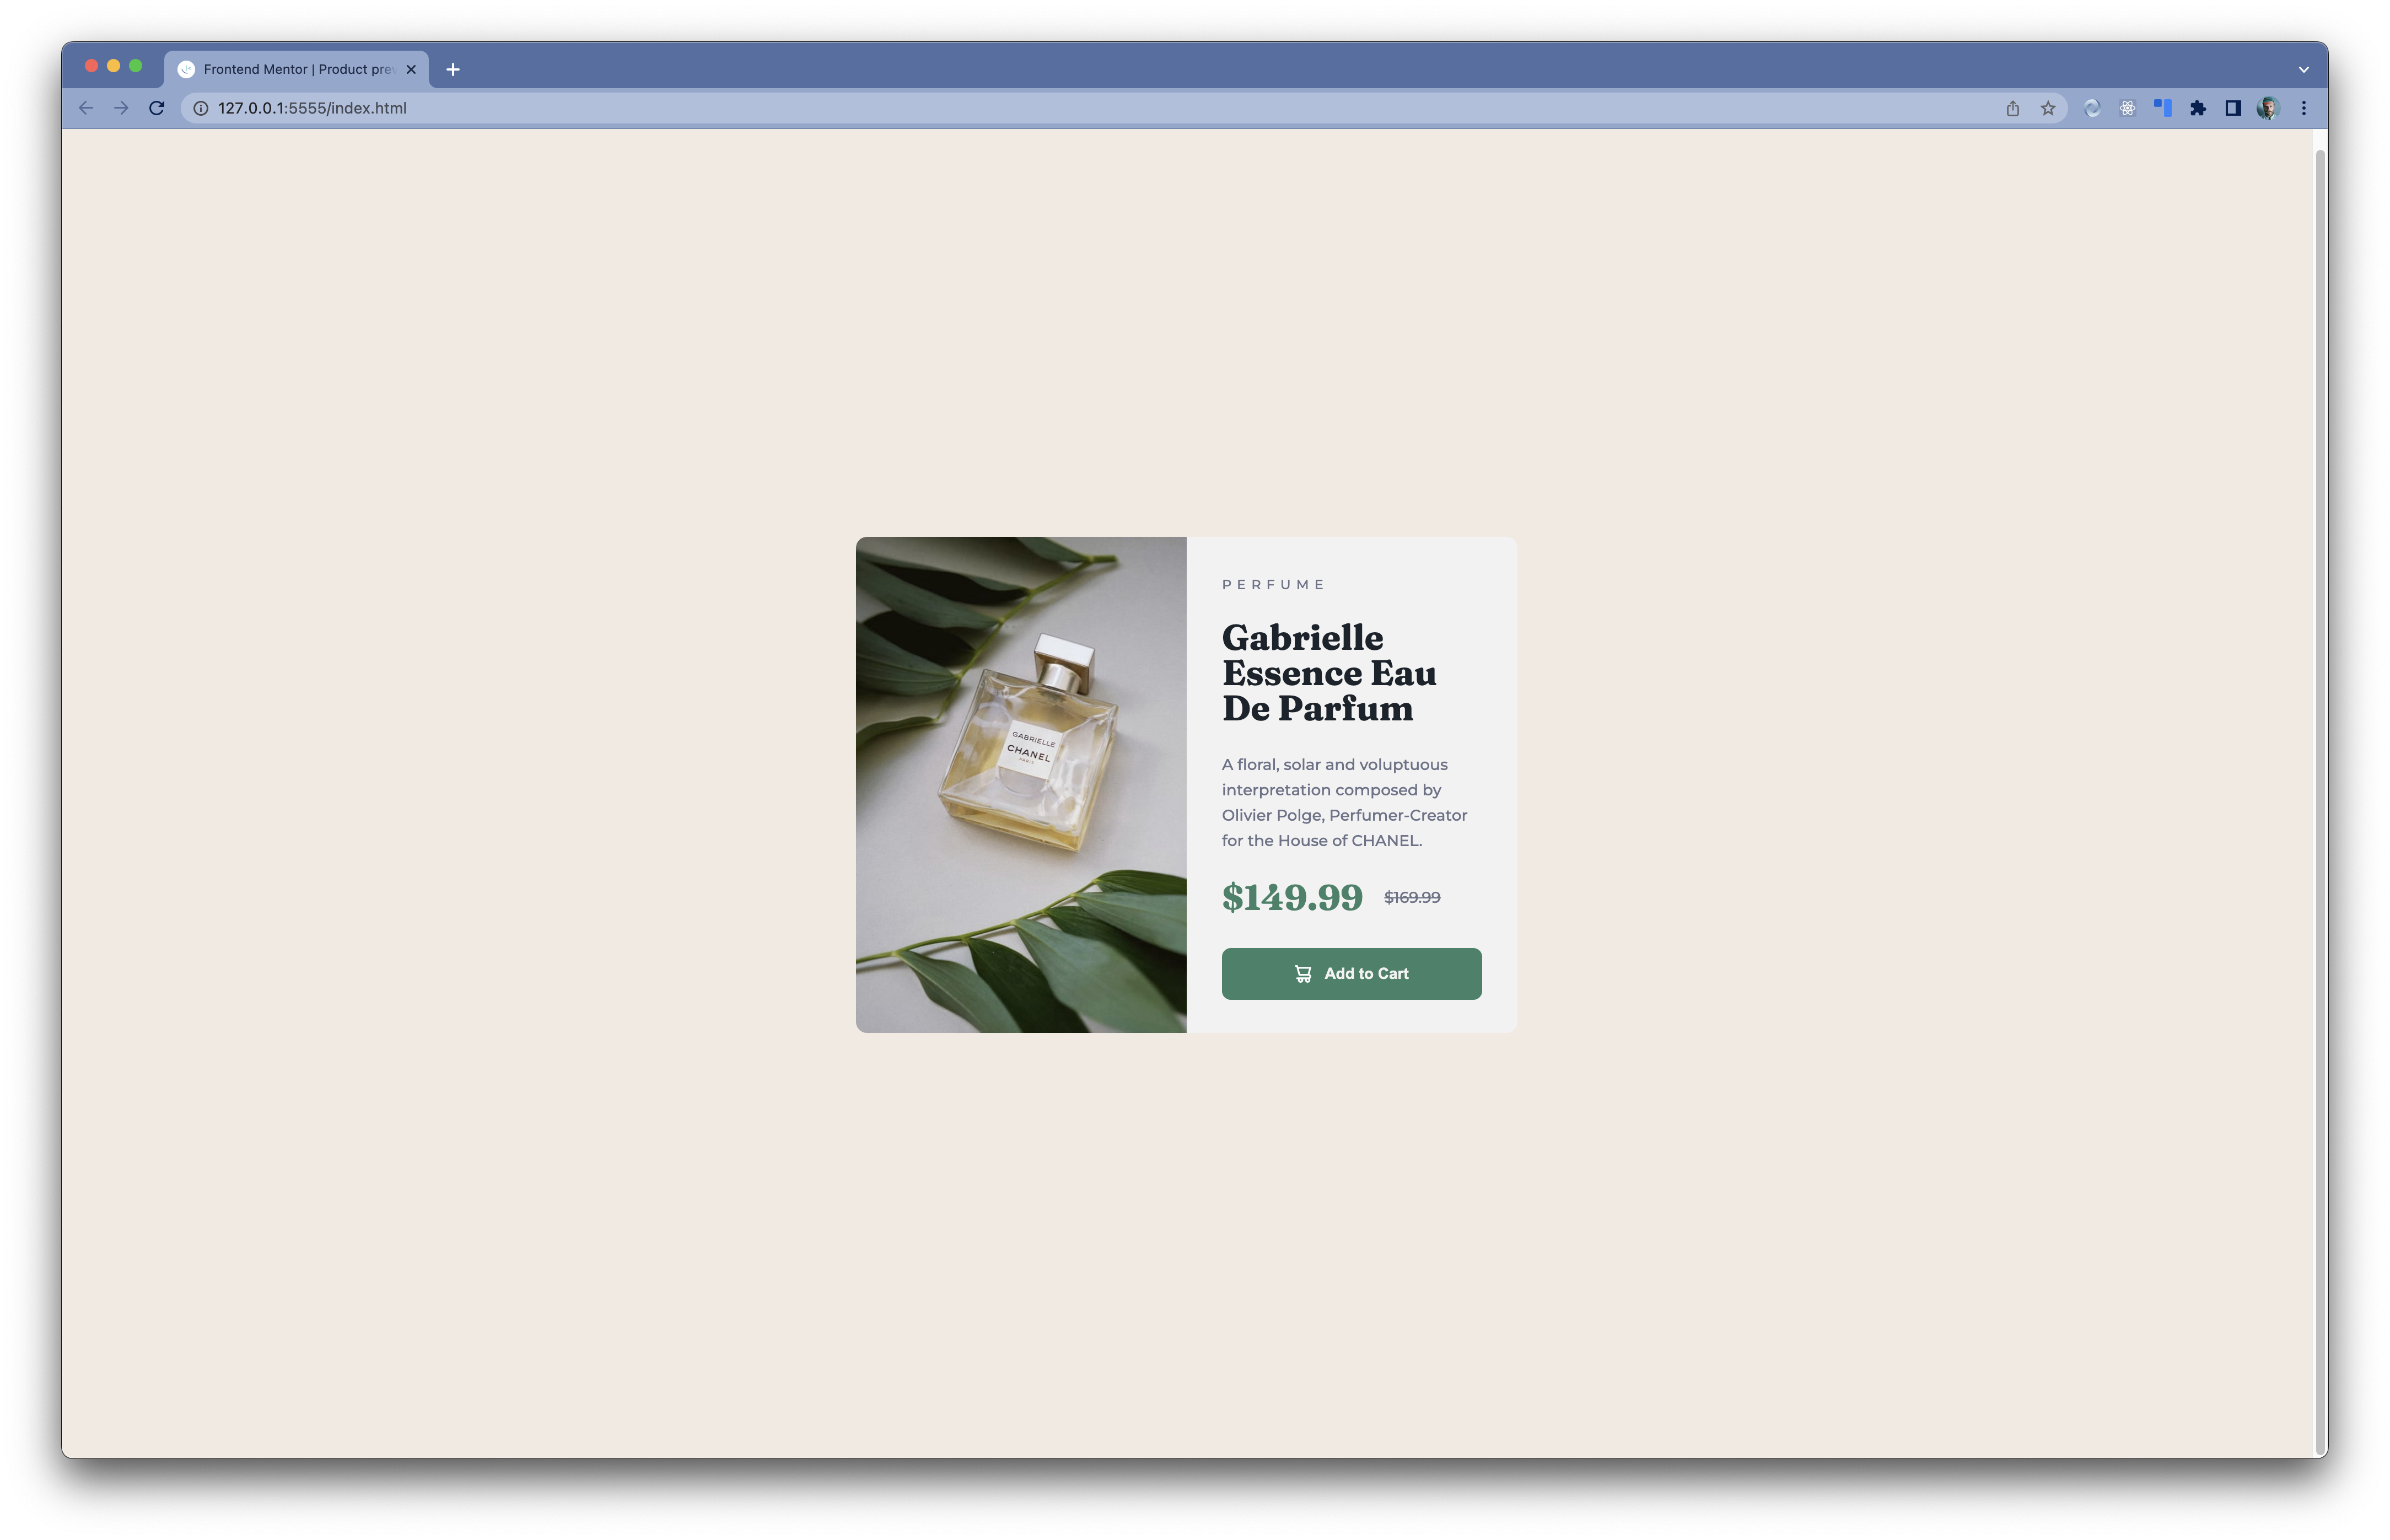 Frontend Mentor | Product prev
127.0.0.1:5555/index.html
PERFUME
Gabrielle
Essence Eau
De Parfum
A floral, solar and voluptuous
interpretation composed by
Olivier Polge, Perfumer-Creator
for the House of CHANEL.
$149.99 $169.99
Add to Cart
GABRIELLE
CHANEL
PARIS